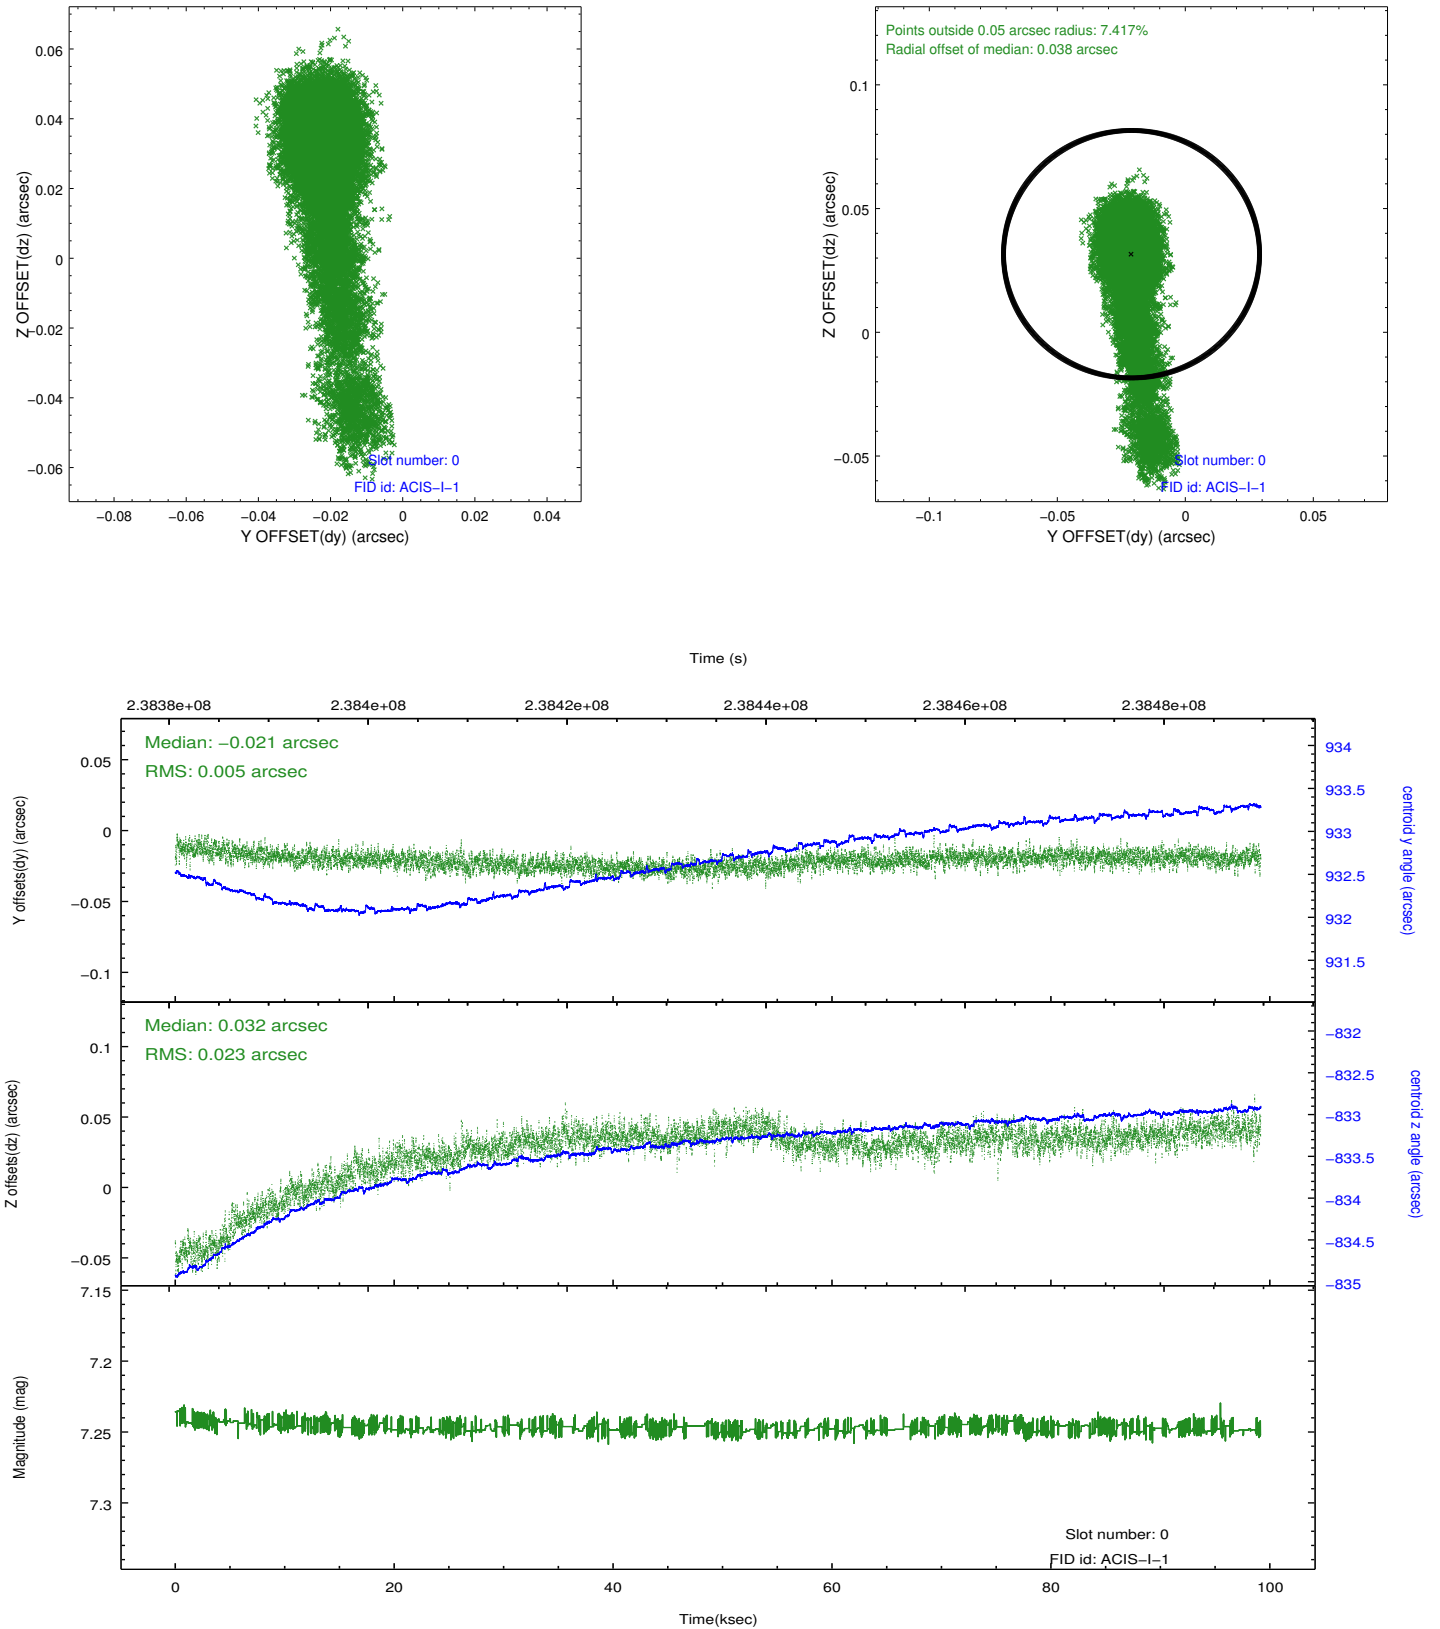 Z OFFSET(dz) (arcsec)
0.06
0.04
0.02
0
−0.02
−0.04
−0.06
Slot number: 0
FID id: ACIS−I−1
−0.08
−0.06
−0.04
−0.02
0
0.02
0.04
Y OFFSET(dy) (arcsec)
Points outside 0.05 arcsec radius: 7.417%
Radial offset of median: 0.038 arcsec
Z OFFSET(dz) (arcsec)
0.1
0.05
0
−0.05
Slot number: 0
FID id: ACIS−I−1
−0.1
−0.05
0
0.05
Y OFFSET(dy) (arcsec)
Time (s)
2.3838e+08
2.384e+08
2.3842e+08
2.3844e+08
2.3846e+08
2.3848e+08
Median: −0.021 arcsec
RMS: 0.005 arcsec
Y offsets(dy) (arcsec)
0.05
0
−0.05
−0.1
934
933.5
933
932.5
932
931.5
centroid y angle (arcsec)
Median: 0.032 arcsec
RMS: 0.023 arcsec
Z offsets(dz) (arcsec)
0.1
0.05
0
−0.05
−832
−832.5
−833
−833.5
−834
−834.5
−835
centroid z angle (arcsec)
Magnitude (mag)
7.15
7.2
7.25
7.3
Slot number: 0
FID id: ACIS−I−1
0
20
40
60
80
100
Time(ksec)